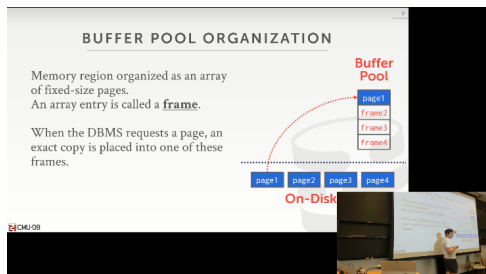 BUFFER POOL ORGANIZATION
Memory region organized as an array
of fixed-size pages.
An array entry is called a frame.
When the DBMS requests a page, an
exact copy is placed into one of these
frames.
Buffer
Pool
page1
frame2
frame3
frame4
page1 page2 page3 page4
On-Disk
CMU·DB